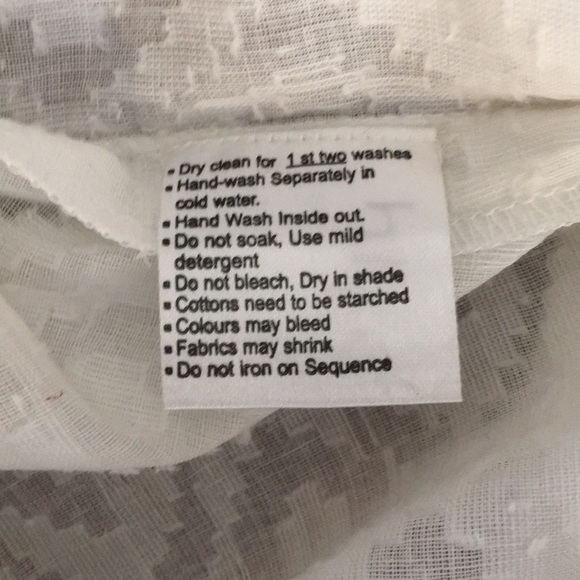 ▪ Dry clean for 1 st two washes
▪ Hand-wash Separately in
cold water.
▪ Hand Wash Inside out.
▪ Do not soak, Use mild
detergent
▪ Do not bleach, Dry in shade
▪ Cottons need to be starched
▪ Colours may bleed
▪ Fabrics may shrink
▪ Do not iron on Sequence